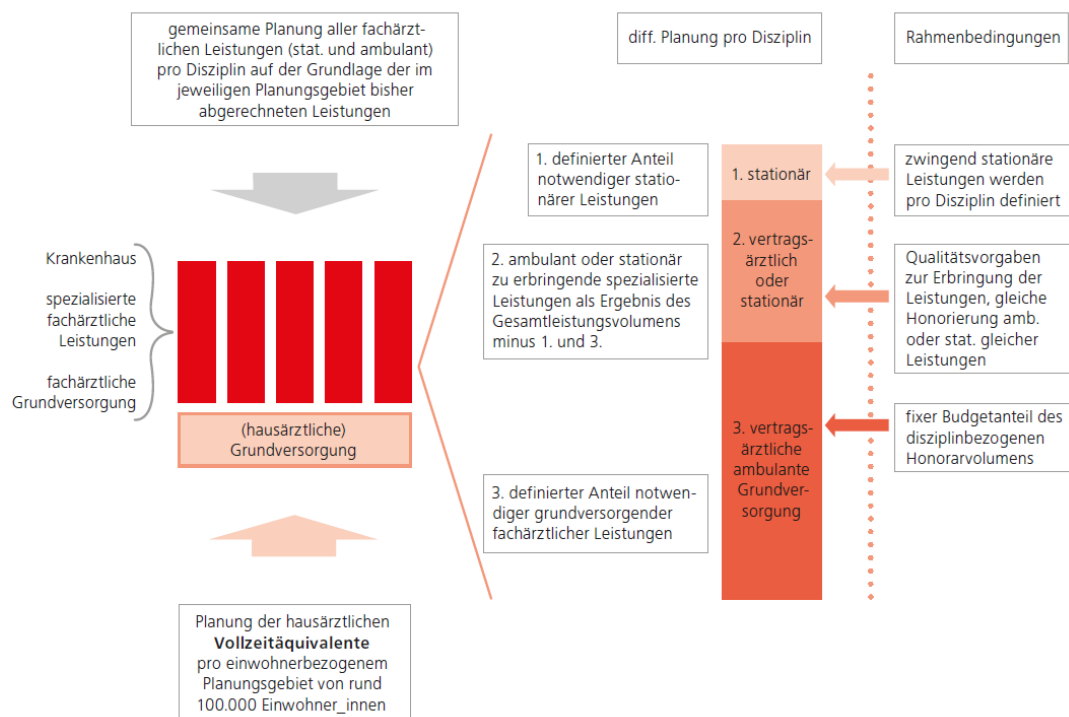 gemeinsame Planung aller fachärzt-
lichen Leistungen (stat. und ambulant)
pro Disziplin auf der Grundlage der im
jeweiligen Planungsgebiet bisher
abgerechneten Leistungen
diff. Planung pro Disziplin
Rahmenbedingungen
Krankenhaus
spezialisierte
fachärztliche
Leistungen
fachärztliche
Grundversorgung
(hausärztliche)
Grundversorgung
Planung der hausärztlichen
Vollzeitäquivalente
pro einwohnerbezogenem
Planungsgebiet von rund
100.000 Einwohner_innen
1. definierter Anteil
notwendiger statio-
närer Leistungen
2. ambulant oder stationär
zu erbringende spezialisierte
Leistungen als Ergebnis des
Gesamtleistungsvolumens
minus 1. und 3.
3. definierter Anteil notwen-
diger grundversorgender
fachärztlicher Leistungen
1. stationär
2. vertrags-
ärztlich
oder
stationär
3. vertrags-
ärztliche
ambulante
Grundver-
sorgung
zwingend stationäre
Leistungen werden
pro Disziplin definiert
Qualitätsvorgaben
zur Erbringung der
Leistungen, gleiche
Honorierung amb.
oder stat. gleicher
Leistungen
fixer Budgetanteil des
disziplinbezogenen
Honorarvolumens